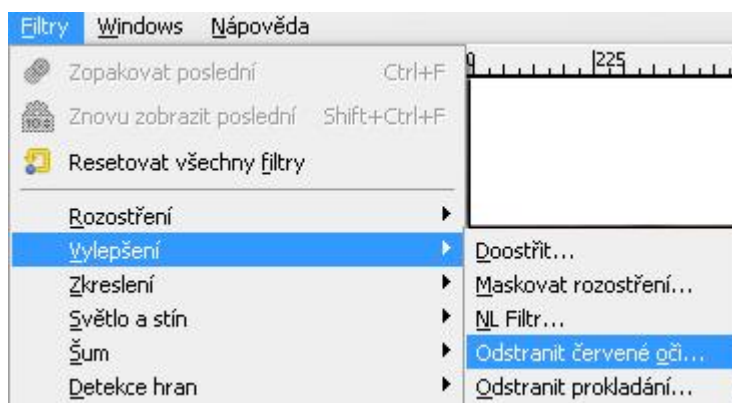 Filtry Windows Nápověda
Zopakovat poslední Ctrl+F
Znovu zobrazit poslední Shift+Ctrl+F
Resetovat všechny filtry
Rozostření
Vylepšení
Zkreslení
Světlo a stín
Šum
Detekce hran
225
Doostřit...
Maskovat rozostření...
NL Filtr...
Odstranit červené oči...
Odstranit prokládání...